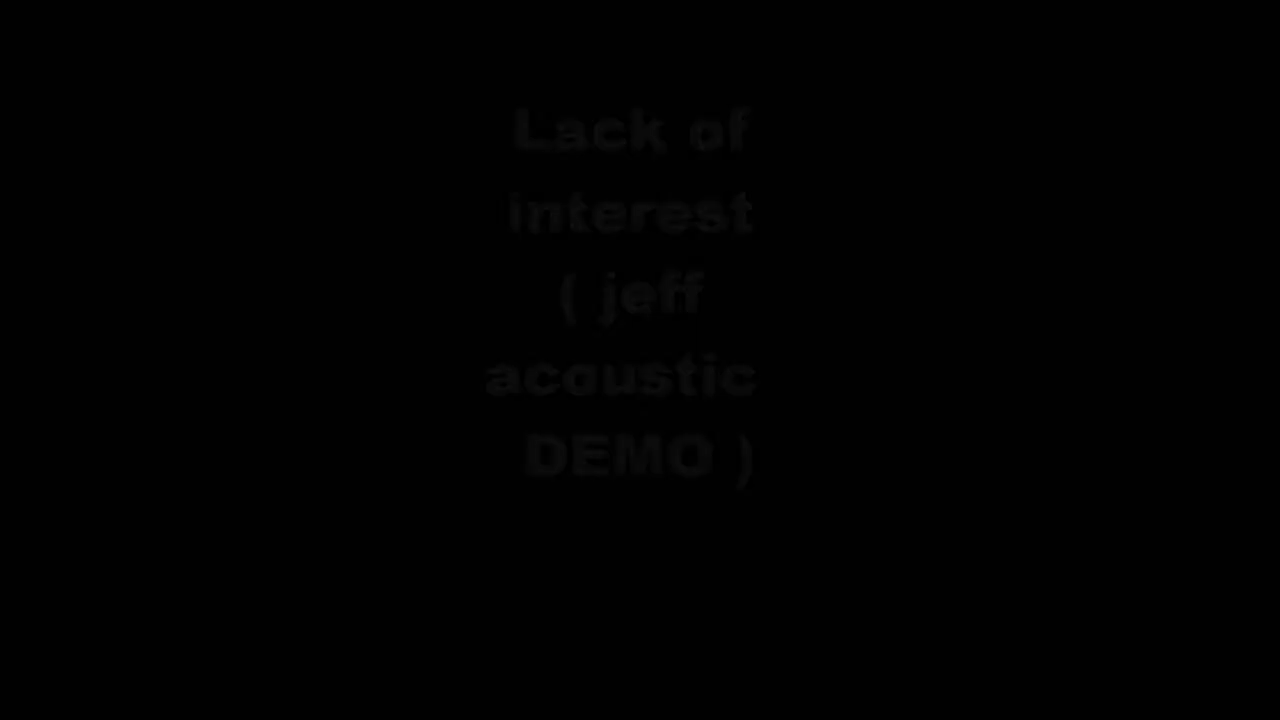 Lack of
interest
( jeff
acoustic
DEMO )